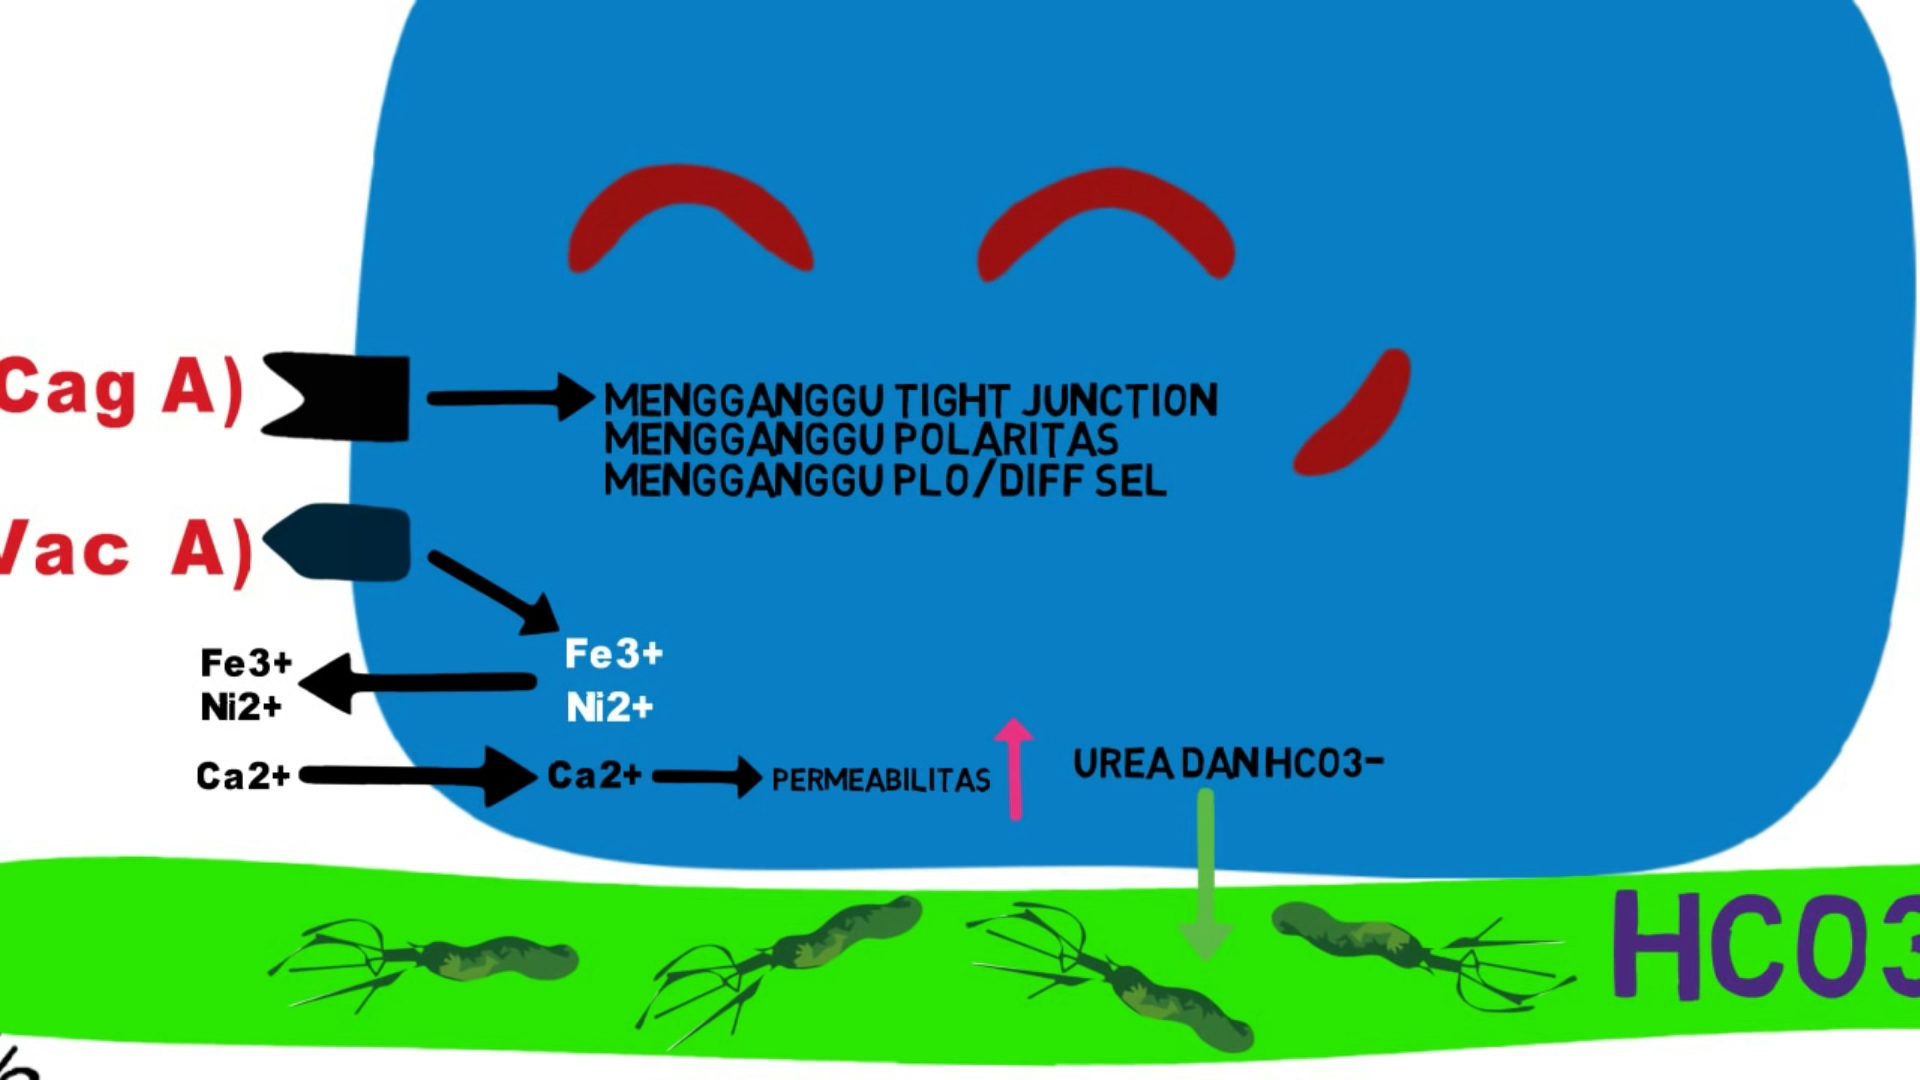 Cag A)
MENGGANGGU TIGHT JUNCTION
MENGGANGGU POLARITAS
MENGGANGGU PLO/DIFF SEL
Vac A)
Fe3+
Ni2+
Fe3+
Ni2+
Ca2+
Ca2+
PERMEABILITAS
UREA DAN HCO3-
HCO3